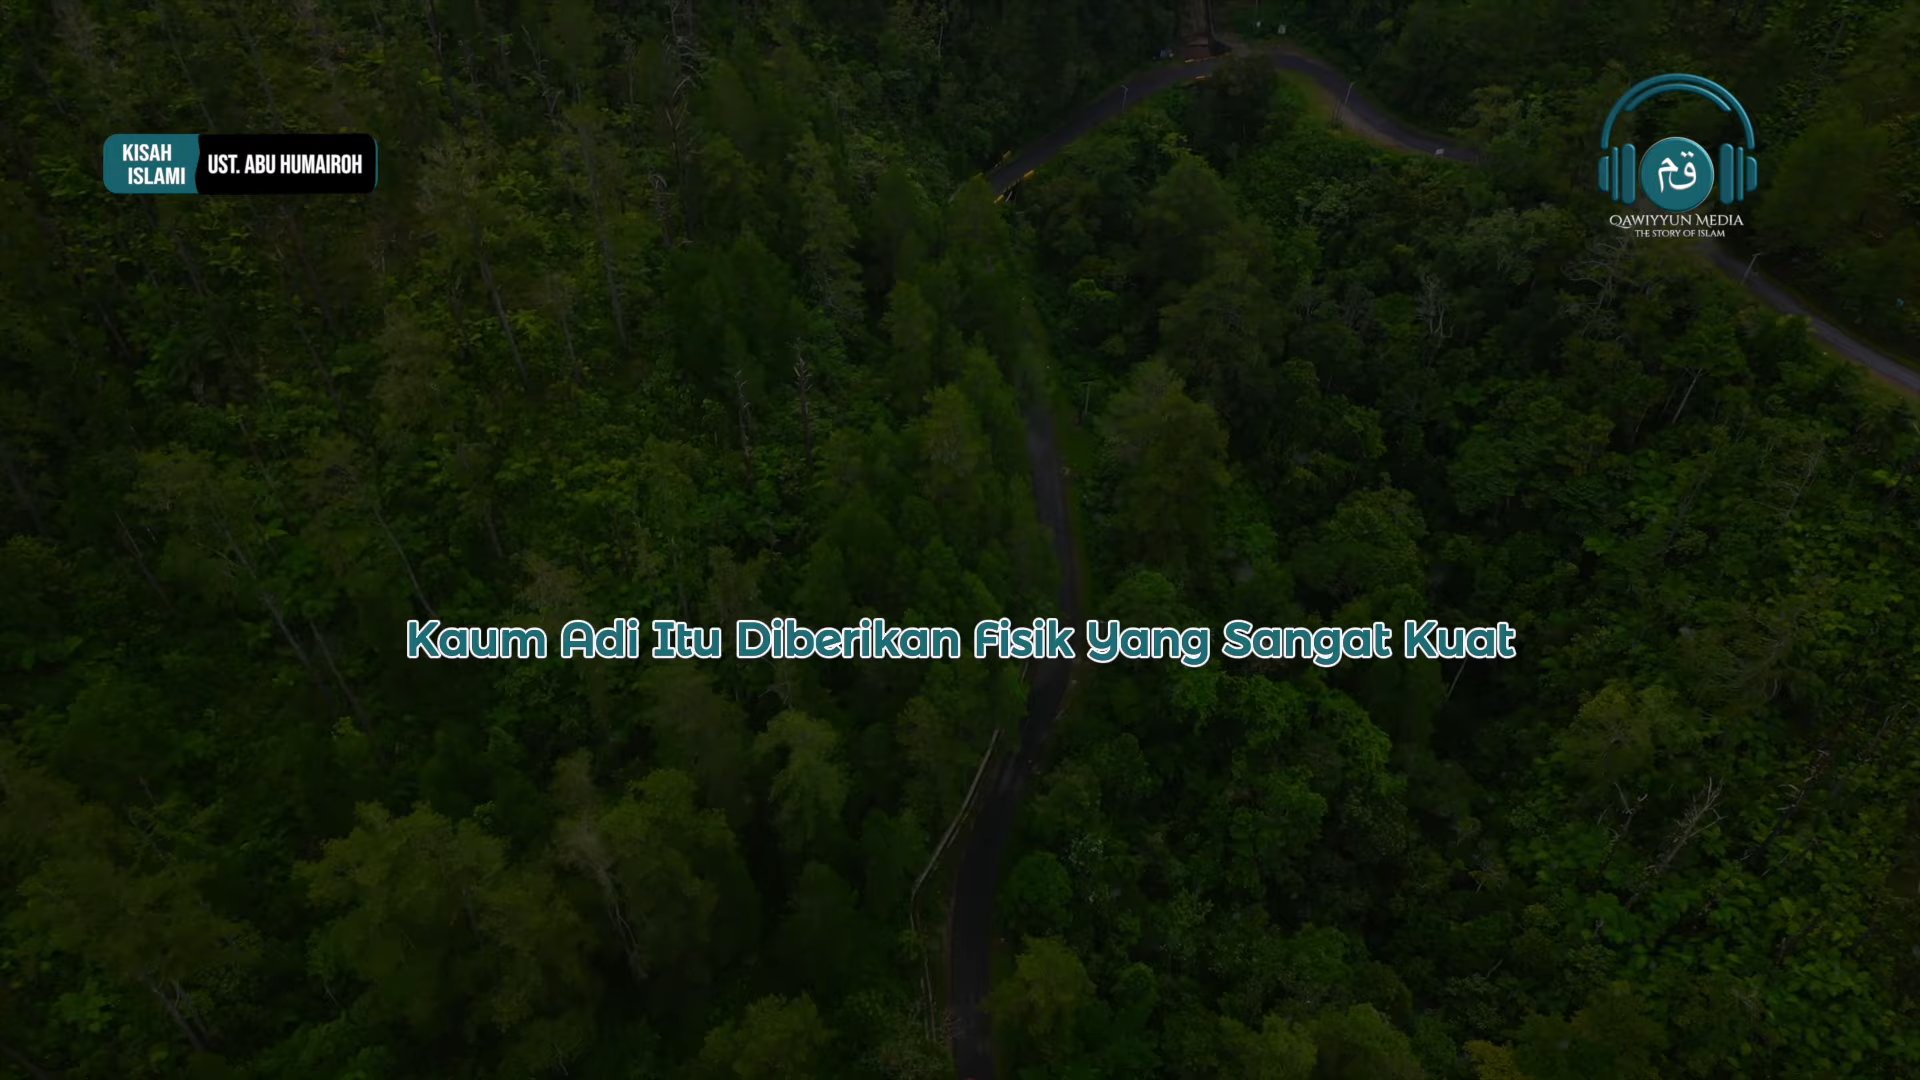 KISAH
ISLAMI
UST. ABU HUMAIROH
قم
QAWIYYUN MEDIA
THE STORY OF ISLAM
Kaum Adi Itu Diberikan Fisik Yang Sangat Kuat